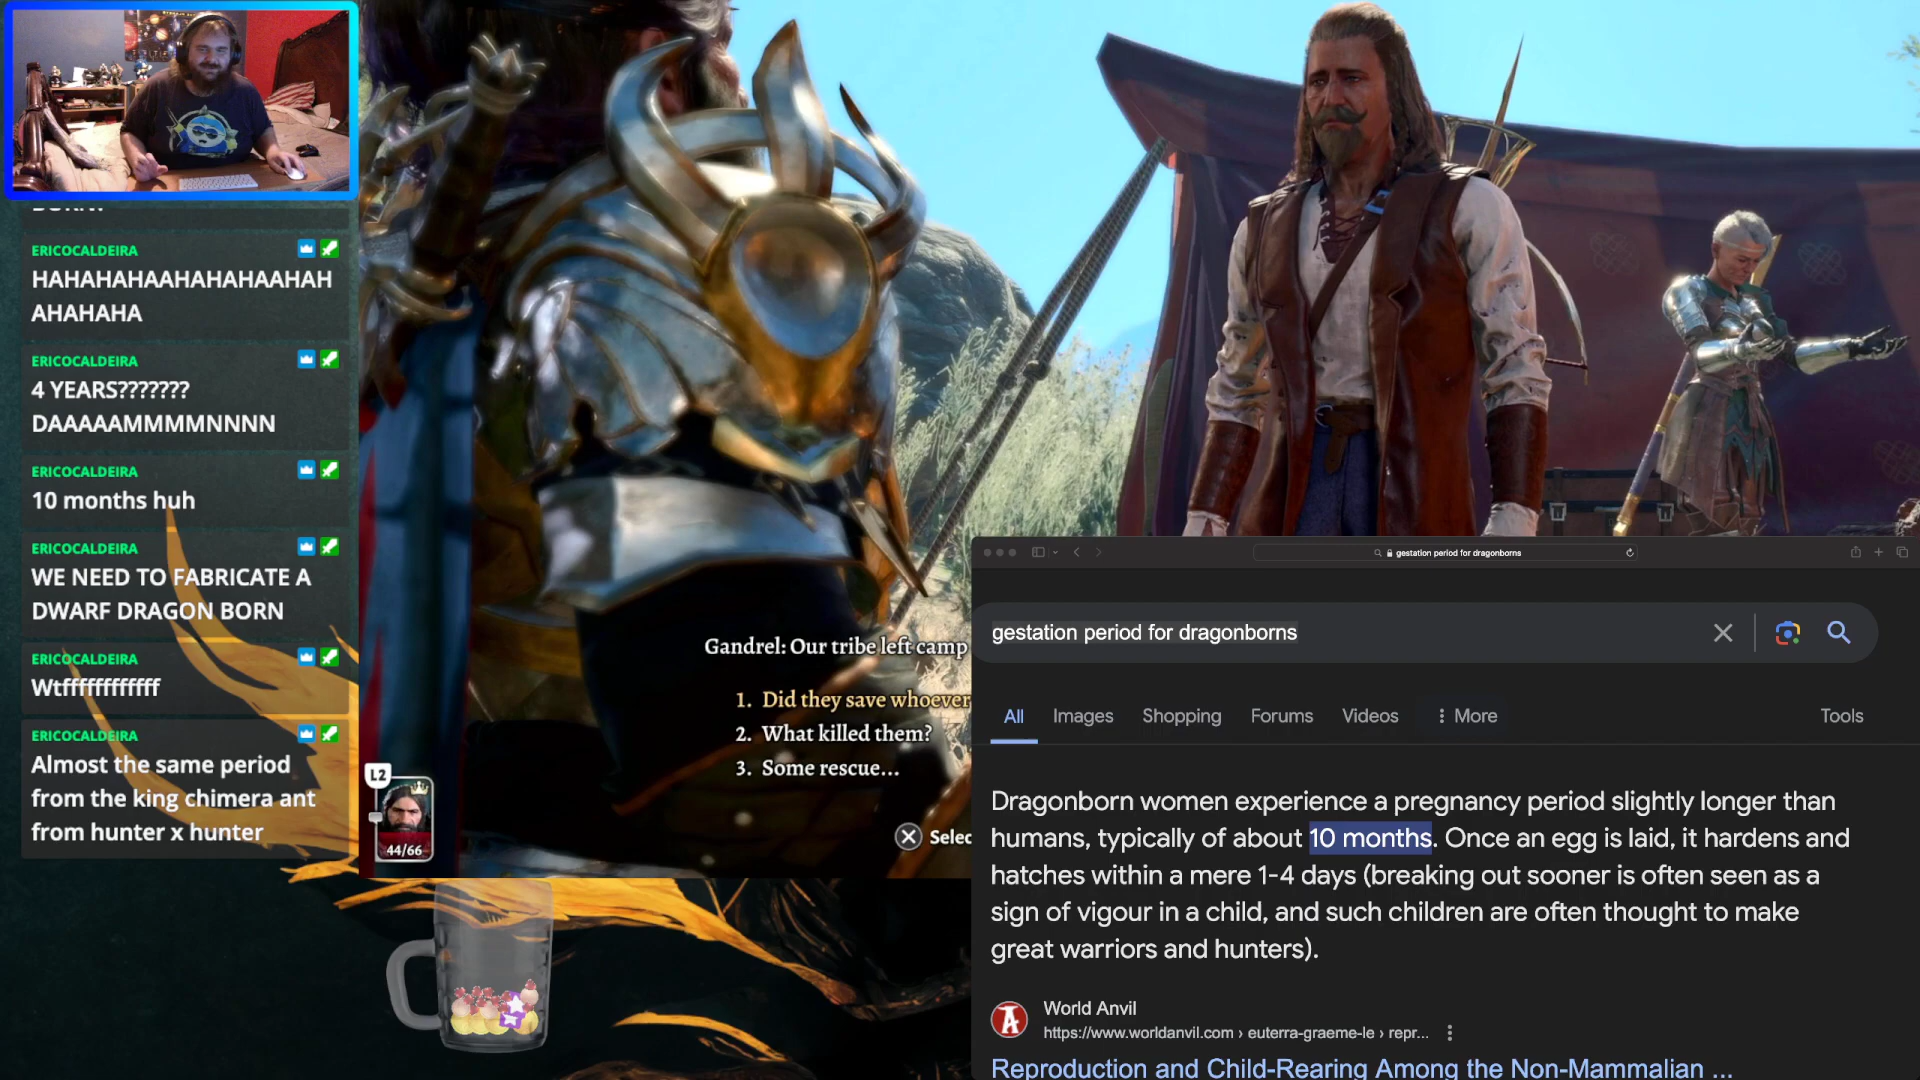 ERICOCALDEIRA
HAHAHAHAAHAHAHAAHAH
AHAHAHA
ERICOCALDEIRA
4 YEARS???????
DAAAAAMMMMNNNN
ERICOCALDEIRA
10 months huh
ERICOCALDEIRA
WE NEED TO FABRICATE A
DWARF DRAGON BORN
ERICOCALDEIRA
Wtffffffffffff
ERICOCALDEIRA
Almost the same period
from the king chimera ant
from hunter x hunter
Gandrel: Our tribe left camp
1. Did they save whoever
2. What killed them?
3. Some rescue...
L2
44/66
Selec
gestation period for dragonborns
gestation period for dragonborns
All Images Shopping Forums Videos More Tools
Dragonborn women experience a pregnancy period slightly longer than
humans, typically of about 10 months. Once an egg is laid, it hardens and
hatches within a mere 1-4 days (breaking out sooner is often seen as a
sign of vigour in a child, and such children are often thought to make
great warriors and hunters).
World Anvil
https://www.worldanvil.com › euterra-graeme-le › repr...
Reproduction and Child-Rearing Among the Non-Mammalian ...